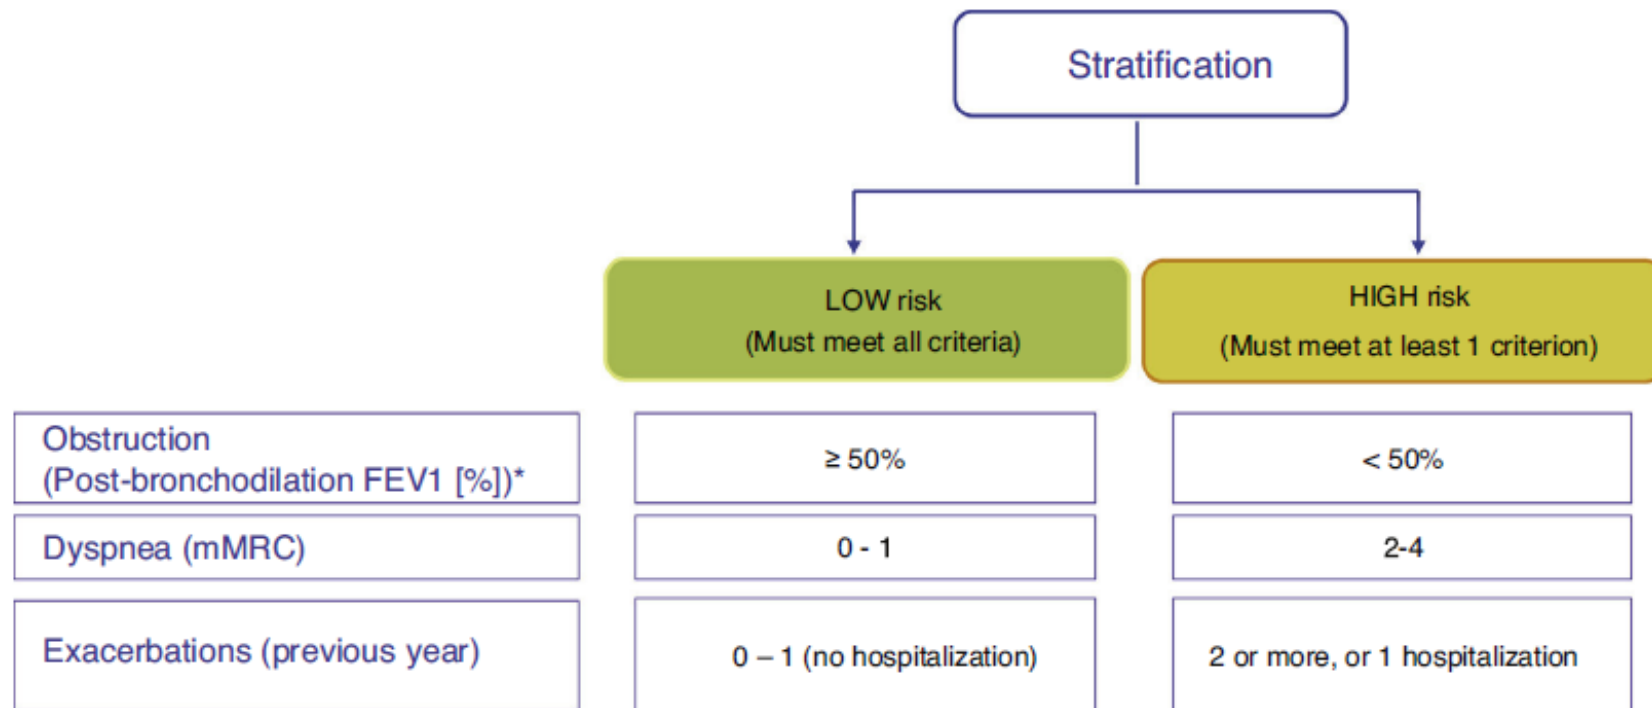 Stratification
LOW risk
(Must meet all criteria)
HIGH risk
(Must meet at least 1 criterion)
Obstruction
(Post-bronchodilation FEV1 [%])*
≥ 50%
< 50%
Dyspnea (mMRC)
0 - 1
2-4
Exacerbations (previous year)
0 – 1 (no hospitalization)
2 or more, or 1 hospitalization